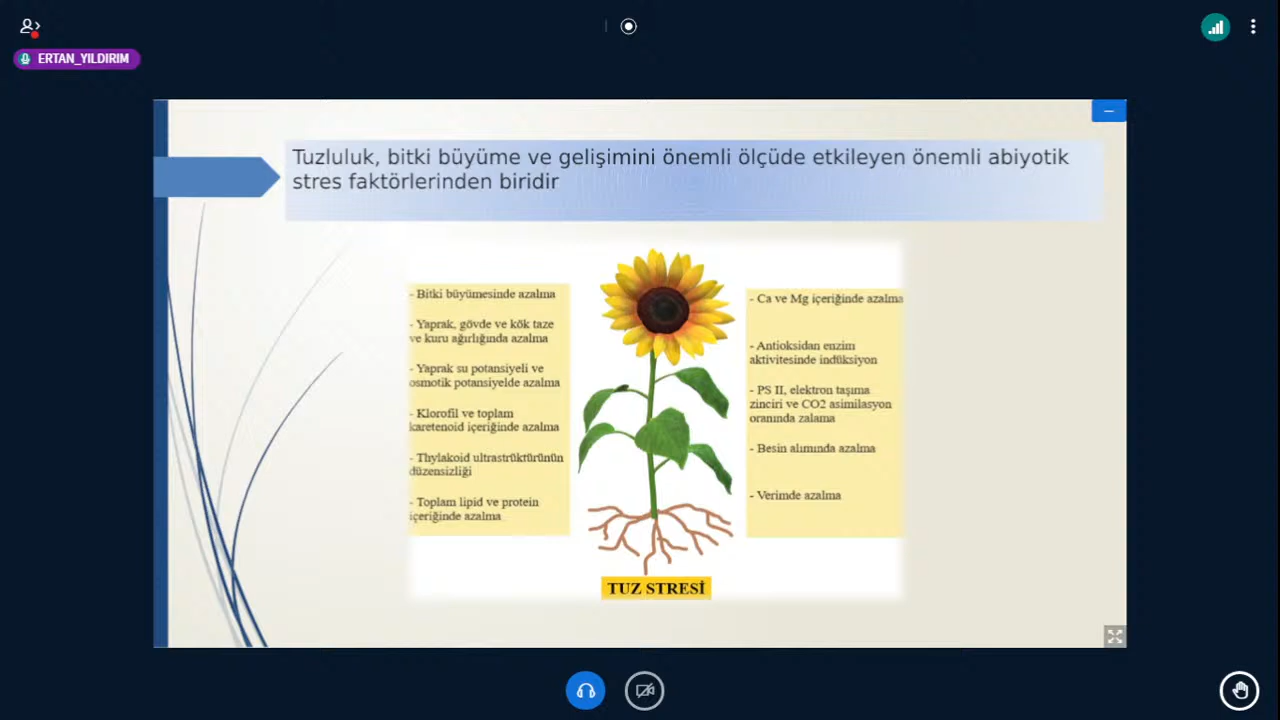 ERTAN_YILDIRIM
Tuzluluk, bitki büyüme ve gelişimini önemli ölçüde etkileyen önemli abiyotik
stres faktörlerinden biridir
- Bitki büyümesinde azalma
- Yaprak, gövde ve kök taze
ve kuru ağırlığında azalma
- Yaprak su potansiyeli ve
osmotik potansiyelde azalma
- Klorofil ve toplam
karetenoid içeriğinde azalma
- Thylakoid ultrastrüktürünün
düzensizliği
- Toplam lipid ve protein
içeriğinde azalma
- Ca ve Mg içeriğinde azalma
- Antioksidan enzim
aktivitesinde indüksiyon
- PS II, elektron taşıma
zinciri ve CO2 asimilasyon
oranında zalama
- Besin alımında azalma
- Verimde azalma
TUZ STRESİ